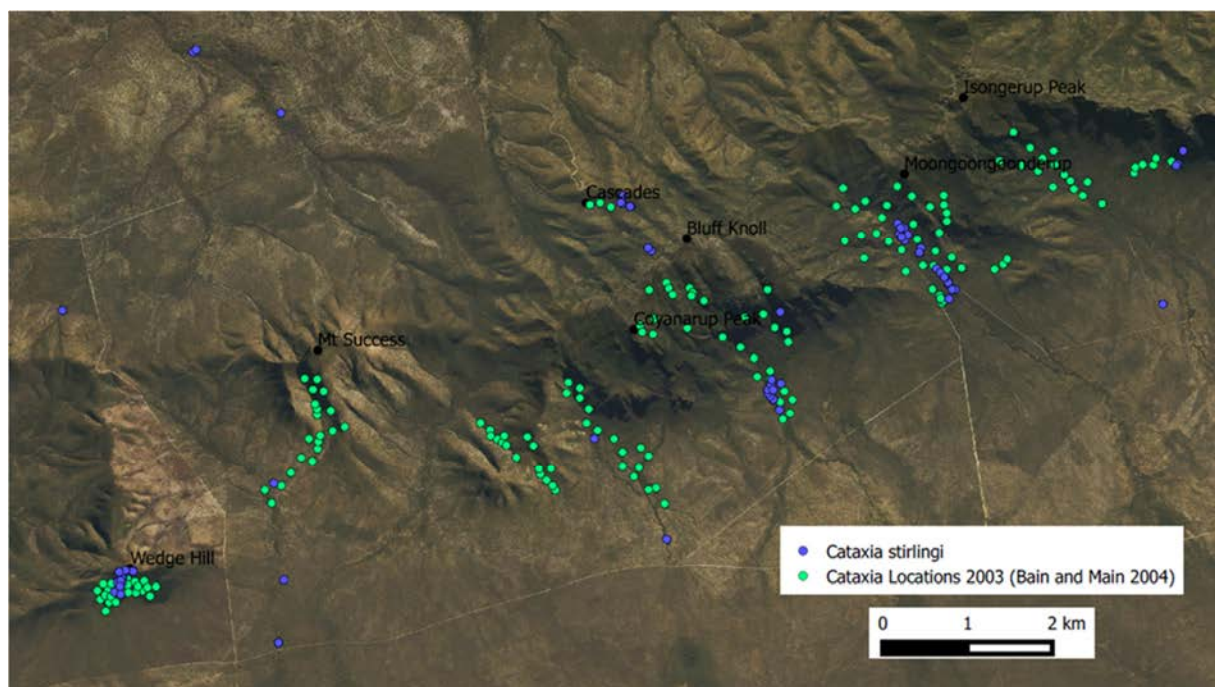 Isongerup Peak
Moongoongoonderup
Cascades
Bluff Knoll
Coyanarup Peak
Mt Success
Wedge Hill
Cataxia stirlingi
Cataxia Locations 2003 (Bain and Main 2004)
0 1 2 km